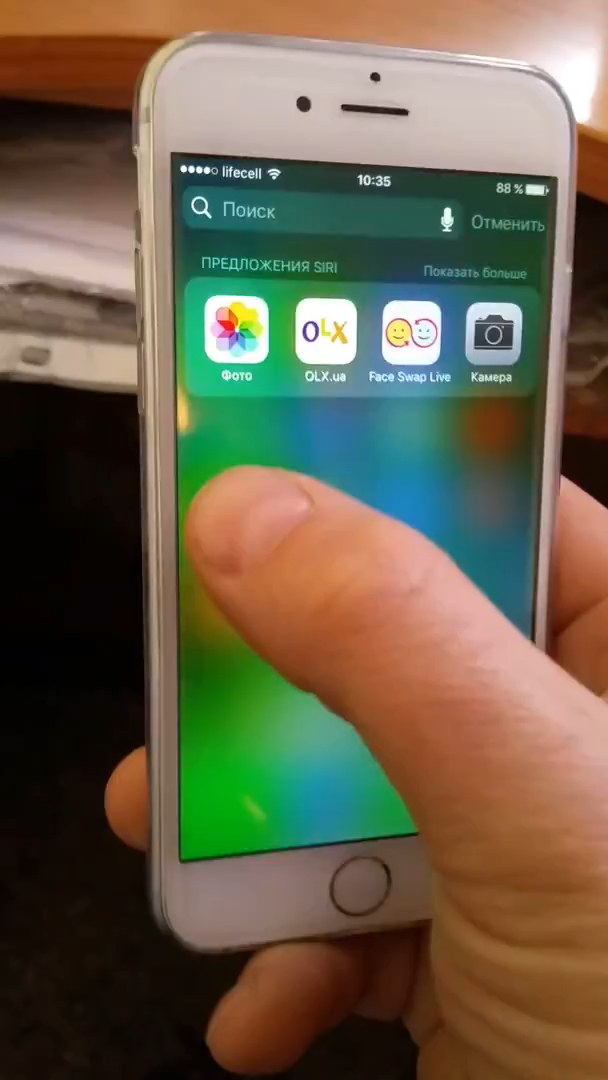 lifecell 10:35 88 %
Поиск Отменить
ПРЕДЛОЖЕНИЯ SIRI Показать больше
OLX
Фото OLX.ua Face Swap Live Камера